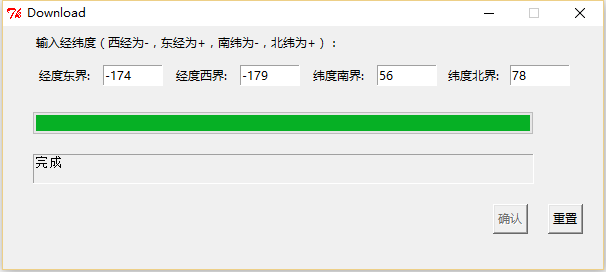 Download
输入经纬度（西经为-，东经为+，南纬为-，北纬为+）：
经度东界: -174 经度西界: -179 纬度南界: 56 纬度北界: 78
完成
确认 重置